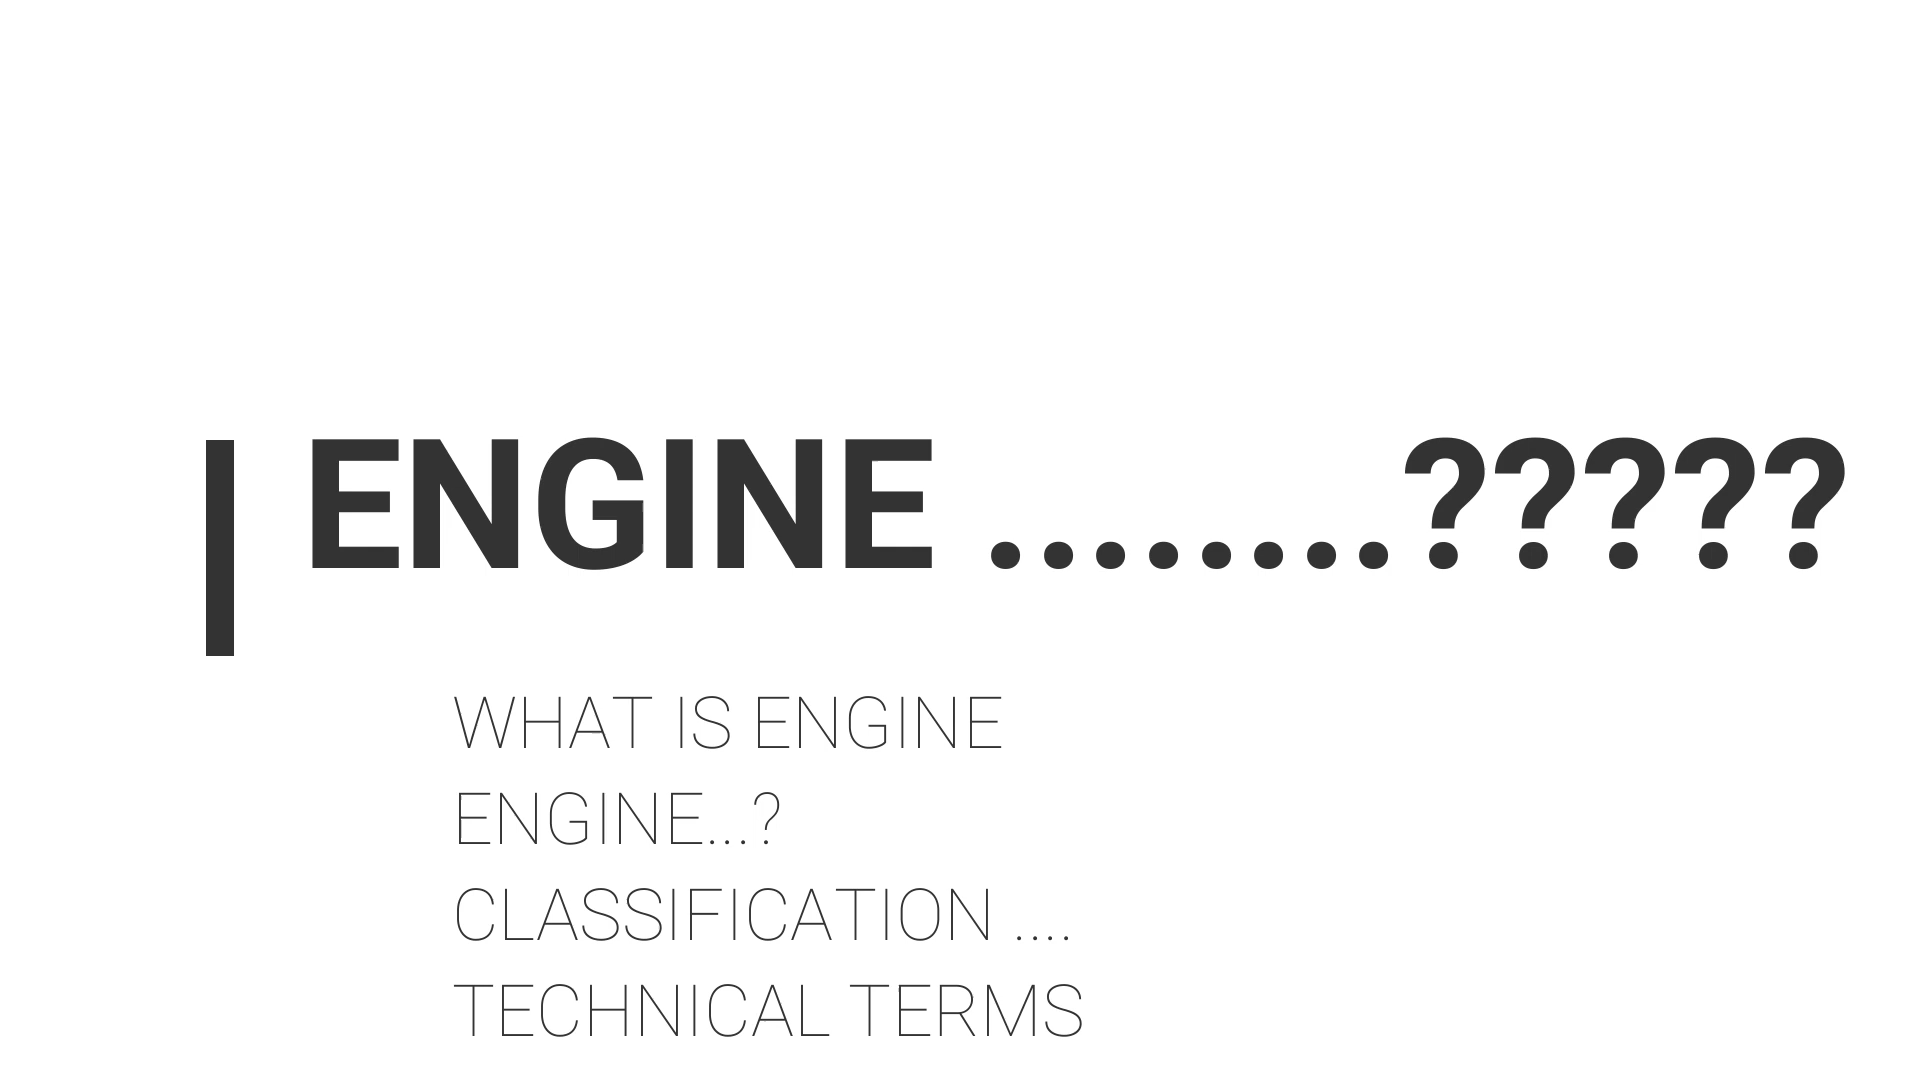 ENGINE ........?????
WHAT IS ENGINE
ENGINE...?
CLASSIFICATION ....
TECHNICAL TERMS